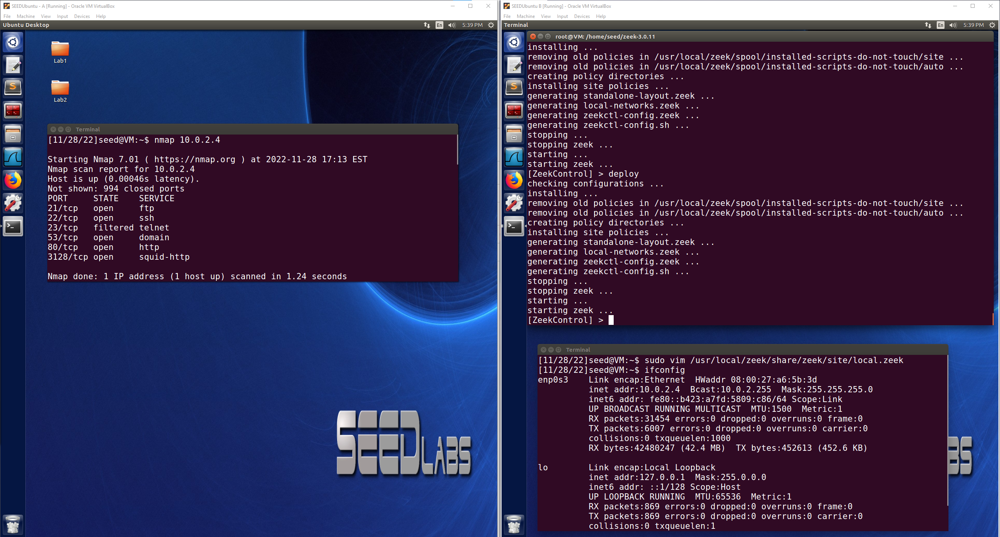 SEEDUbuntu - A [Running] - Oracle VM VirtualBox
File Machine View Input Devices Help
Ubuntu Desktop
En 5:39 PM
Lab1
Lab2
Terminal
[11/28/22]seed@VM:~$ nmap 10.0.2.4
Starting Nmap 7.01 ( https://nmap.org ) at 2022-11-28 17:13 EST
Nmap scan report for 10.0.2.4
Host is up (0.00046s latency).
Not shown: 994 closed ports
PORT     STATE    SERVICE
21/tcp   open     ftp
22/tcp   open     ssh
23/tcp   filtered telnet
53/tcp   open     domain
80/tcp   open     http
3128/tcp open     squid-http
Nmap done: 1 IP address (1 host up) scanned in 1.24 seconds
SEEDLABS
SEEDUbuntu B [Running] - Oracle VM VirtualBox
File Machine View Input Devices Help
Terminal
En 5:39 PM
root@VM: /home/seed/zeek-3.0.11
installing ...
removing old policies in /usr/local/zeek/spool/installed-scripts-do-not-touch/site ...
removing old policies in /usr/local/zeek/spool/installed-scripts-do-not-touch/auto ...
creating policy directories ...
installing site policies ...
generating standalone-layout.zeek ...
generating local-networks.zeek ...
generating zeekctl-config.zeek ...
generating zeekctl-config.sh ...
stopping ...
stopping zeek ...
starting ...
starting zeek ...
[ZeekControl] > deploy
checking configurations ...
installing ...
removing old policies in /usr/local/zeek/spool/installed-scripts-do-not-touch/site ...
removing old policies in /usr/local/zeek/spool/installed-scripts-do-not-touch/auto ...
creating policy directories ...
installing site policies ...
generating standalone-layout.zeek ...
generating local-networks.zeek ...
generating zeekctl-config.zeek ...
generating zeekctl-config.sh ...
stopping ...
stopping zeek ...
starting ...
starting zeek ...
[ZeekControl] >
Terminal
[11/28/22]seed@VM:~$ sudo vim /usr/local/zeek/share/zeek/site/local.zeek
[11/28/22]seed@VM:~$ ifconfig
enp0s3    Link encap:Ethernet  HWaddr 08:00:27:a6:5b:3d
inet addr:10.0.2.4  Bcast:10.0.2.255  Mask:255.255.255.0
inet6 addr: fe80::b423:a7fd:5809:c86/64 Scope:Link
UP BROADCAST RUNNING MULTICAST  MTU:1500  Metric:1
RX packets:31454 errors:0 dropped:0 overruns:0 frame:0
TX packets:6007 errors:0 dropped:0 overruns:0 carrier:0
collisions:0 txqueuelen:1000
RX bytes:42480247 (42.4 MB)  TX bytes:452613 (452.6 KB)
lo        Link encap:Local Loopback
inet addr:127.0.0.1  Mask:255.0.0.0
inet6 addr: ::1/128 Scope:Host
UP LOOPBACK RUNNING  MTU:65536  Metric:1
RX packets:869 errors:0 dropped:0 overruns:0 frame:0
TX packets:869 errors:0 dropped:0 overruns:0 carrier:0
collisions:0 txqueuelen:1
BS